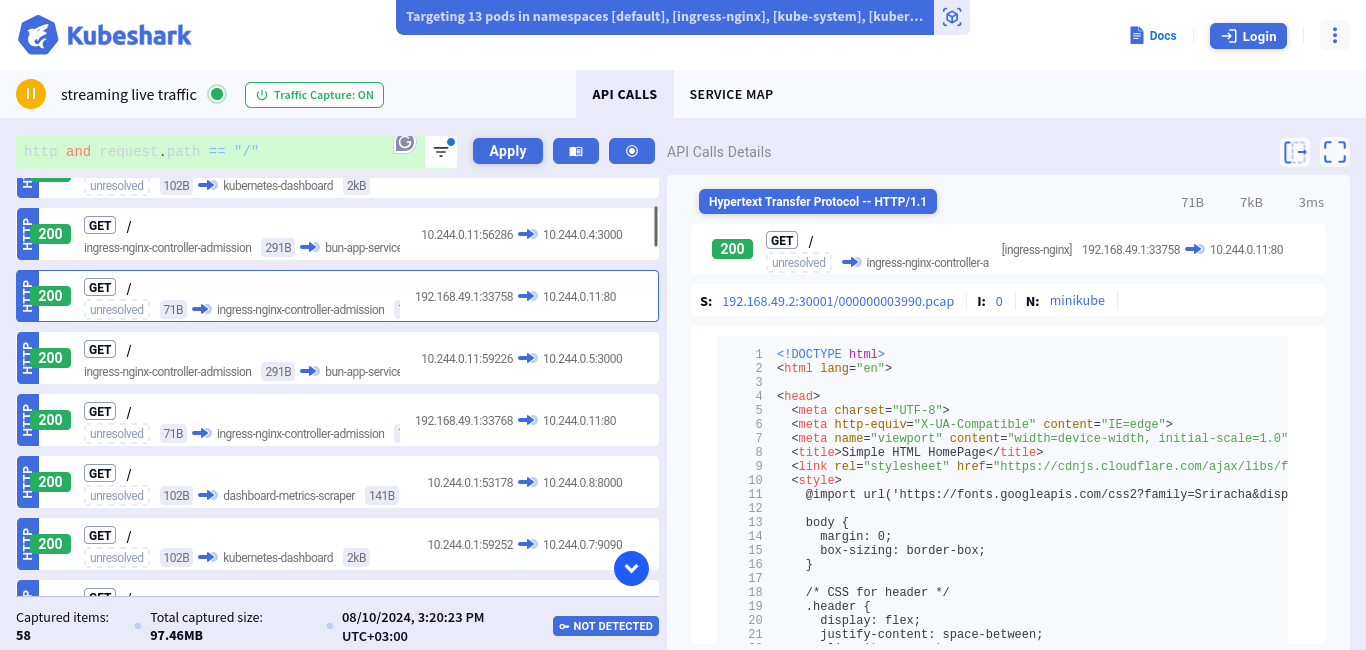 Kubeshark
Targeting 13 pods in namespaces [default], [ingress-nginx], [kube-system], [kuber...
Docs
Login
streaming live traffic
Traffic Capture: ON
API CALLS
SERVICE MAP
http and request.path == "/"
Apply
API Calls Details
unresolved 102B kubernetes-dashboard 2kB
HTTP 200 GET /
ingress-nginx-controller-admission 291B bun-app-service
10.244.0.11:56286 10.244.0.4:3000
HTTP 200 GET /
unresolved 71B ingress-nginx-controller-admission
192.168.49.1:33758 10.244.0.11:80
HTTP 200 GET /
ingress-nginx-controller-admission 291B bun-app-service
10.244.0.11:59226 10.244.0.5:3000
HTTP 200 GET /
unresolved 71B ingress-nginx-controller-admission
192.168.49.1:33768 10.244.0.11:80
HTTP 200 GET /
unresolved 102B dashboard-metrics-scraper 141B
10.244.0.1:53178 10.244.0.8:8000
HTTP 200 GET /
unresolved 102B kubernetes-dashboard 2kB
10.244.0.1:59252 10.244.0.7:9090
GET /
Captured items:
58
Total captured size:
97.46MB
08/10/2024, 3:20:23 PM
UTC+03:00
NOT DETECTED
Hypertext Transfer Protocol -- HTTP/1.1
71B 7kB 3ms
200 GET /
unresolved ingress-nginx-controller-a
[ingress-nginx] 192.168.49.1:33758 10.244.0.11:80
S: 192.168.49.2:30001/000000003990.pcap I: 0 N: minikube
1 <!DOCTYPE html>
2 <html lang="en">
3
4 <head>
5 <meta charset="UTF-8">
6 <meta http-equiv="X-UA-Compatible" content="IE=edge">
7 <meta name="viewport" content="width=device-width, initial-scale=1.0"
8 <title>Simple HTML HomePage</title>
9 <link rel="stylesheet" href="https://cdnjs.cloudflare.com/ajax/libs/f
10 <style>
11 @import url('https://fonts.googleapis.com/css2?family=Sriracha&disp
12
13 body {
14 margin: 0;
15 box-sizing: border-box;
16 }
17
18 /* CSS for header */
19 .header {
20 display: flex;
21 justify-content: space-between;